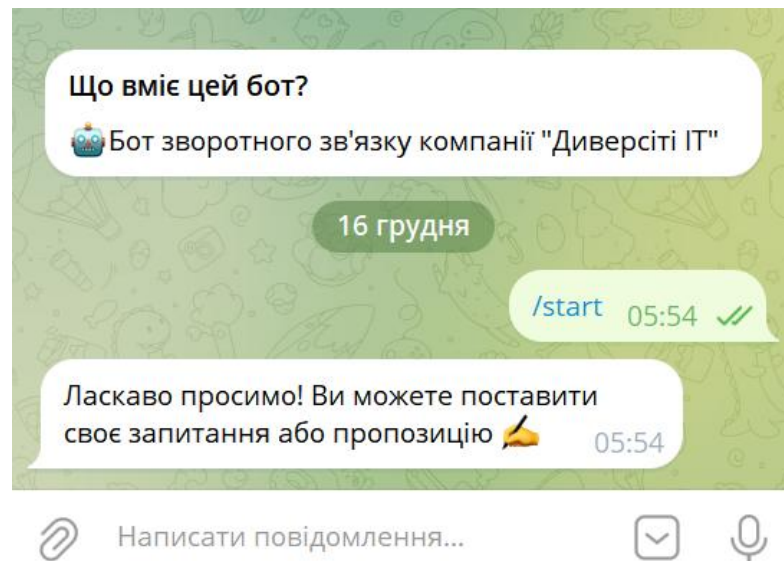 Що вміє цей бот?
🤖Бот зворотного зв'язку компанії "Диверсіті ІТ"
16 грудня
/start 05:54
Ласкаво просимо! Ви можете поставити
своє запитання або пропозицію ✍️ 05:54
Написати повідомлення...